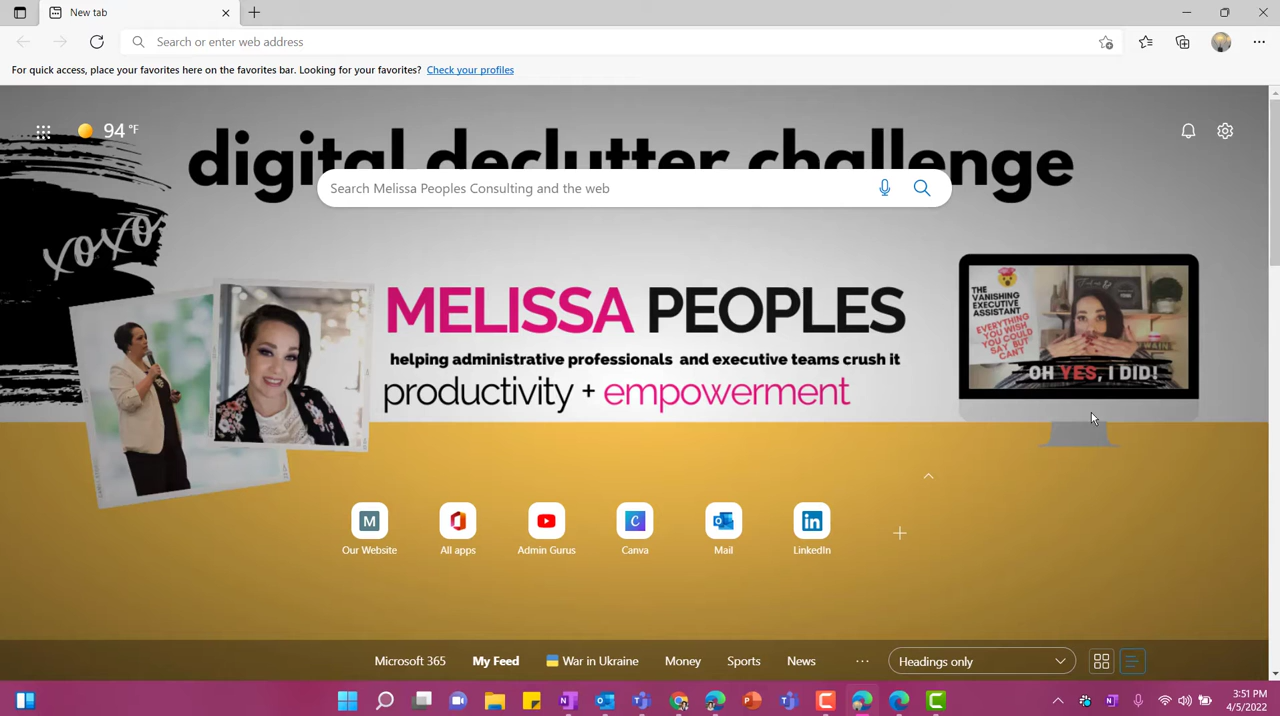 New tab
Search or enter web address
For quick access, place your favorites here on the favorites bar. Looking for your favorites? Check your profiles
94 °F
digital declutter challenge
Search Melissa Peoples Consulting and the web
xoxo
MELISSA PEOPLES
helping administrative professionals and executive teams crush it
productivity + empowerment
THE
VANISHING
EXECUTIVE
ASSISTANT
EVERYTHING
YOU WISH
YOU COULD
SAY BUT
CAN'T
OH YES, I DID!
M
Our Website
All apps
Admin Gurus
C
Canva
Mail
in
LinkedIn
Microsoft 365
My Feed
War in Ukraine
Money
Sports
News
...
Headings only
3:51 PM
4/5/2022